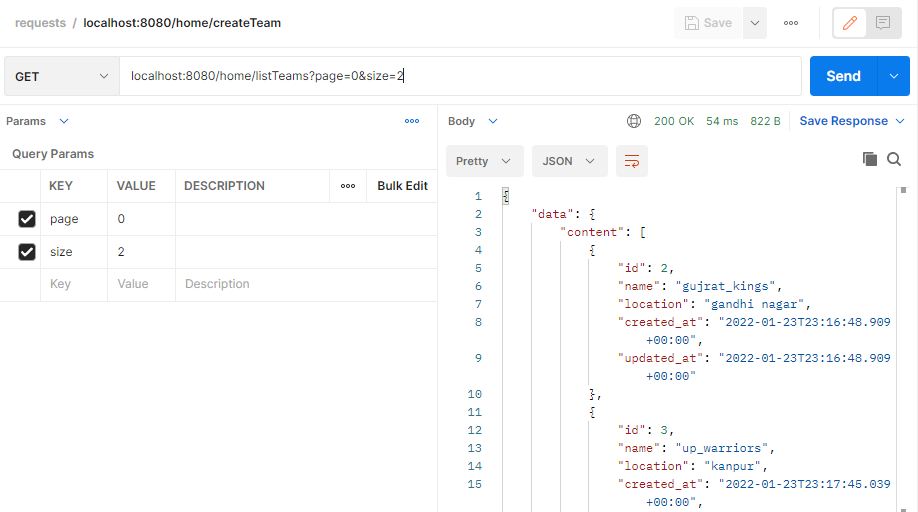 requests / localhost:8080/home/createTeam
Save
GET
localhost:8080/home/listTeams?page=0&size=2
Send
Params
Query Params
KEY VALUE DESCRIPTION Bulk Edit
page 0
size 2
Key Value Description
Body
200 OK 54 ms 822 B Save Response
Pretty JSON
1 {
2 "data": {
3 "content": [
4 {
5 "id": 2,
6 "name": "gujrat_kings",
7 "location": "gandhi nagar",
8 "created_at": "2022-01-23T23:16:48.909
+00:00",
9 "updated_at": "2022-01-23T23:16:48.909
+00:00"
10 },
11 {
12 "id": 3,
13 "name": "up_warriors",
14 "location": "kanpur",
15 "created_at": "2022-01-23T23:17:45.039
+00:00",